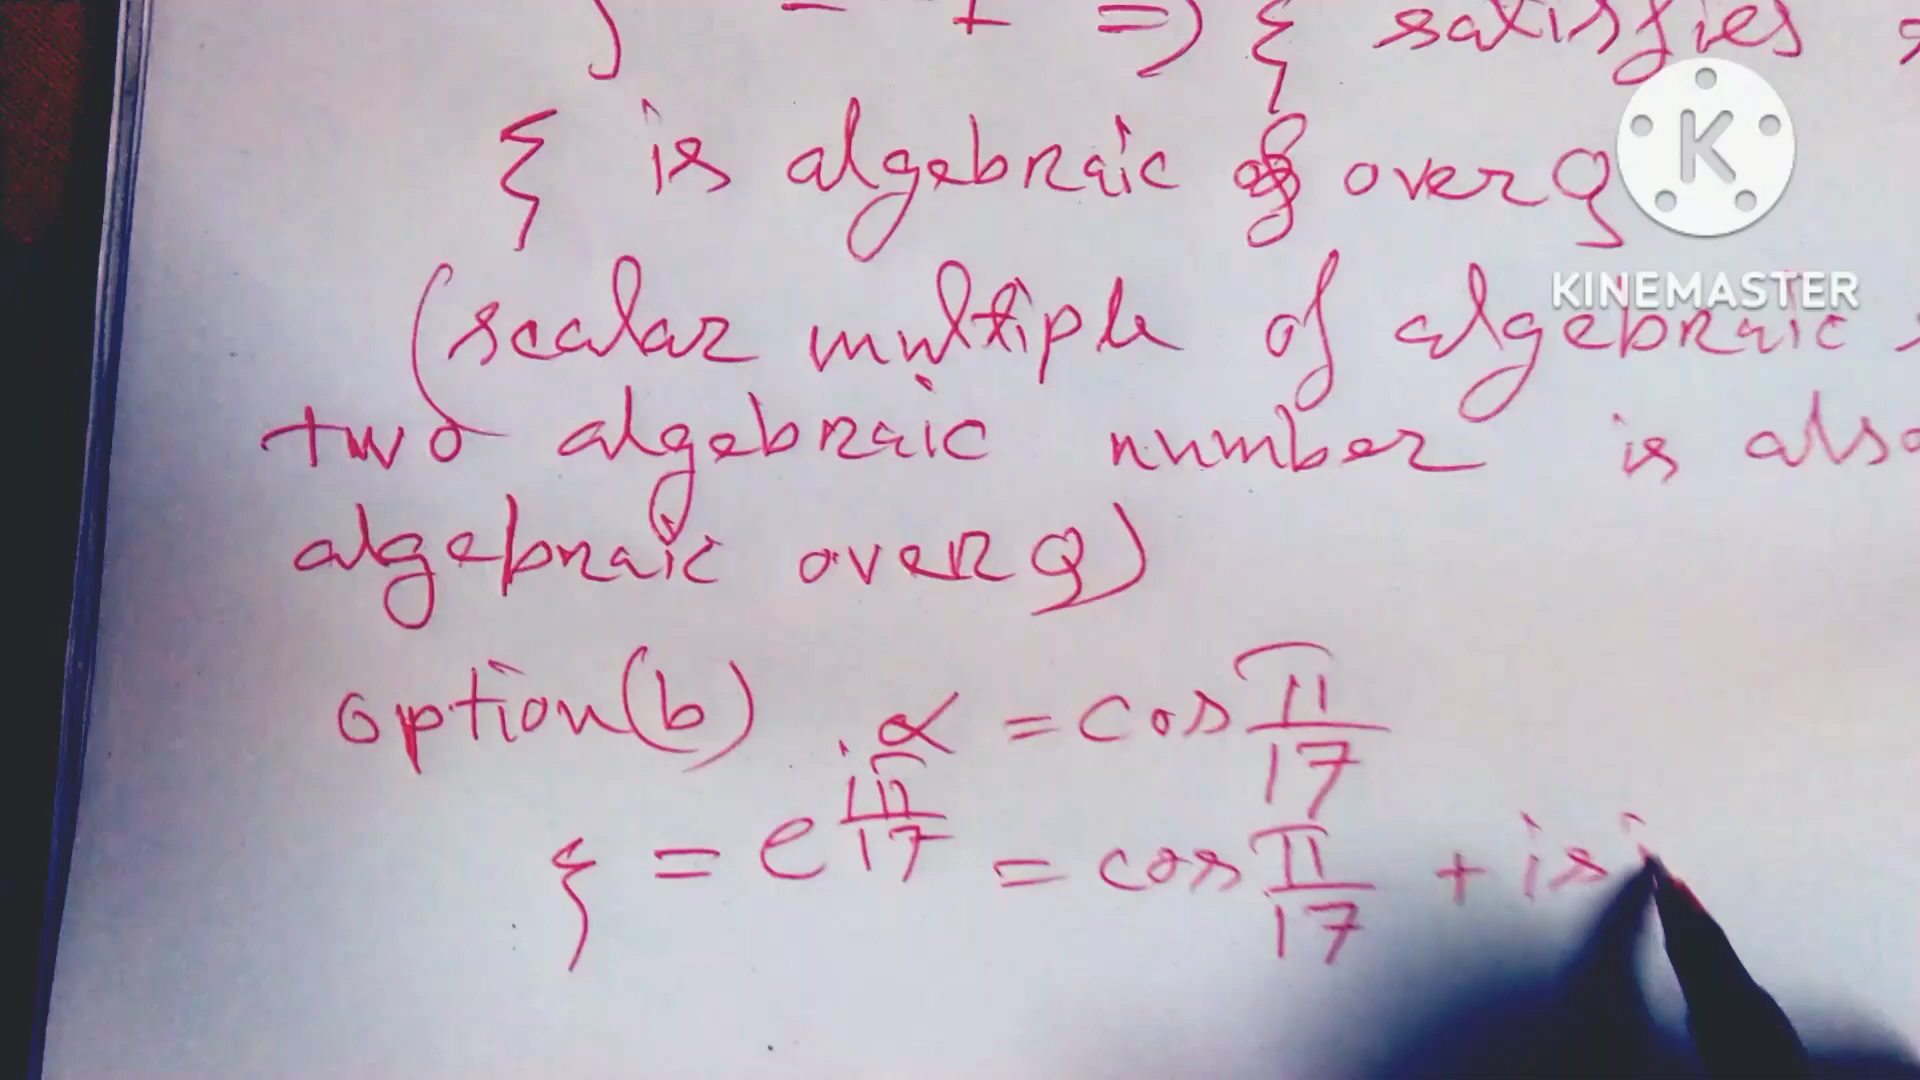 = + => ξ satisfies
ξ is algebraic over Q
(scalar multiple of algebraic
two algebraic number is also
algebraic over Q)
option(b) α = cos π/17
ξ = e^{iπ/17} = cos π/17 + isi
K
KINEMASTER